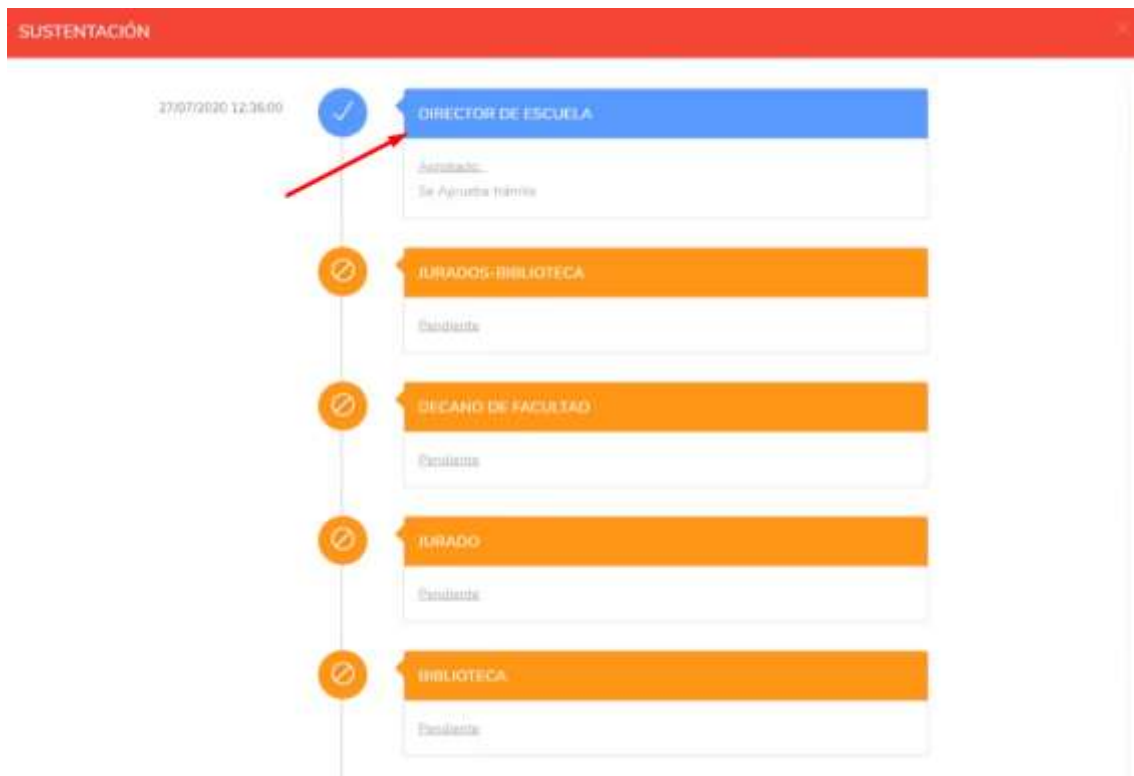 SUSTENTACIÓN
27/07/2020 12:36:00
DIRECTOR DE ESCUELA
Aprobado:
Se Aprueba trámite
JURADOS-BIBLIOTECA
Pendiente
DECANO DE FACULTAD
Pendiente
JURADO
Pendiente
BIBLIOTECA
Pendiente